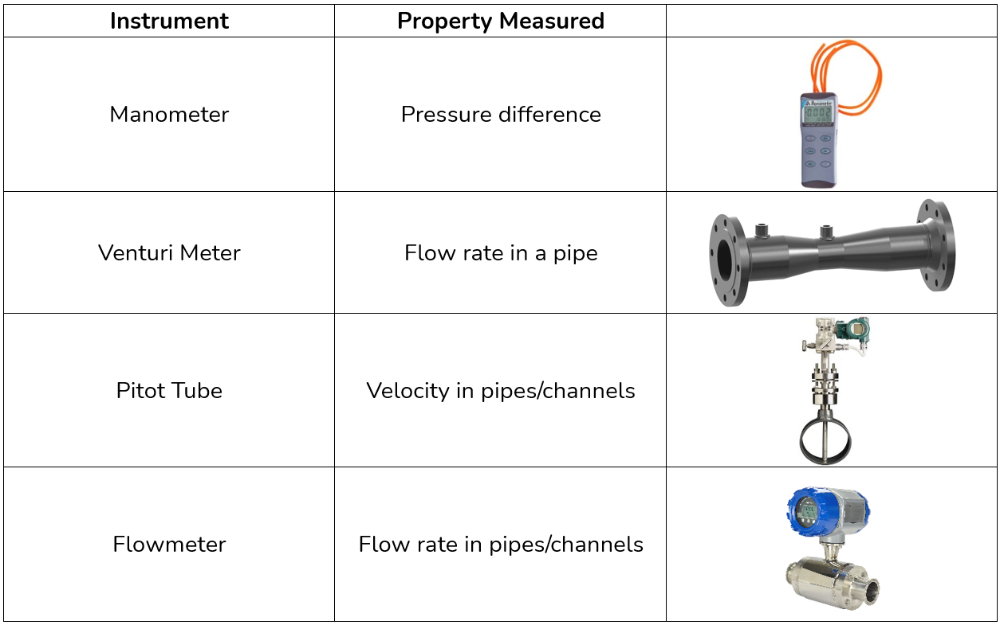 Instrument Property Measured
Manometer Pressure difference
Manometer
Venturi Meter Flow rate in a pipe
Pitot Tube Velocity in pipes/channels
Flowmeter Flow rate in pipes/channels